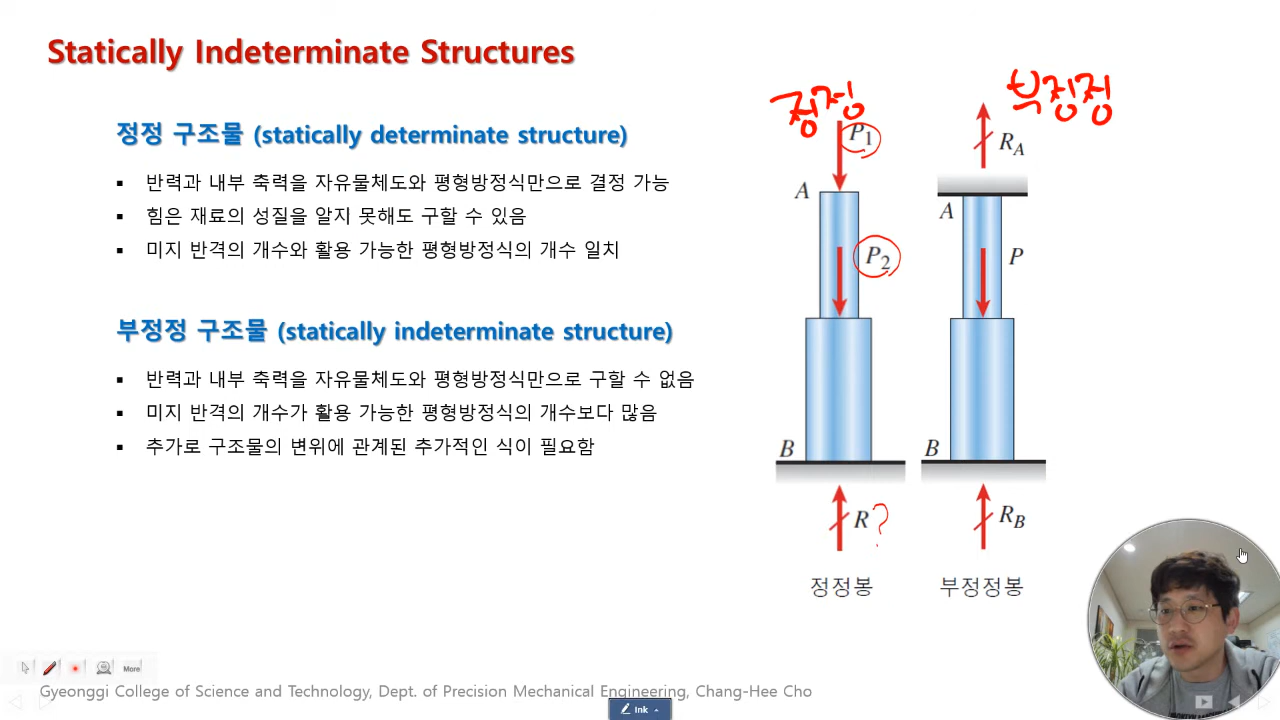 Statically Indeterminate Structures
정정 구조물 (statically determinate structure)
▪ 반력과 내부 축력을 자유물체도와 평형방정식만으로 결정 가능
▪ 힘은 재료의 성질을 알지 못해도 구할 수 있음
▪ 미지 반격의 개수와 활용 가능한 평형방정식의 개수 일치
부정정 구조물 (statically indeterminate structure)
▪ 반력과 내부 축력을 자유물체도와 평형방정식만으로 구할 수 없음
▪ 미지 반격의 개수가 활용 가능한 평형방정식의 개수보다 많음
▪ 추가로 구조물의 변위에 관계된 추가적인 식이 필요함
정정
P1
A
P2
B
R ?
정정봉
부정정
RA
A
P
B
RB
부정정봉
More
Gyeonggi College of Science and Technology, Dept. of Precision Mechanical Engineering, Chang-Hee Cho
Ink